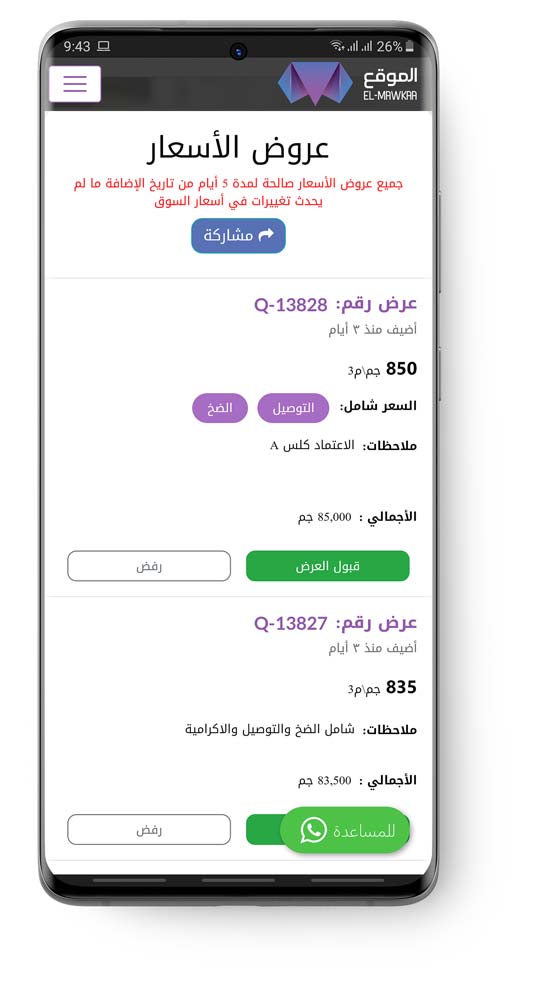 9:43
26%
الموقع
EL-MAWKAA
عروض الأسعار
جميع عروض الأسعار صالحة لمدة 5 أيام من تاريخ الإضافة ما لم
يحدث تغييرات في أسعار السوق
مشاركة
عرض رقم: Q-13828
أضيف منذ ٣ أيام
850 جم\م3
السعر شامل: التوصيل الضخ
ملاحظات: الاعتماد كلس A
الأجمالي : 85,000 جم
قبول العرض رفض
عرض رقم: Q-13827
أضيف منذ ٣ أيام
835 جم\م3
ملاحظات: شامل الضخ والتوصيل والاكرامية
الأجمالي : 83,500 جم
رفض
للمساعدة